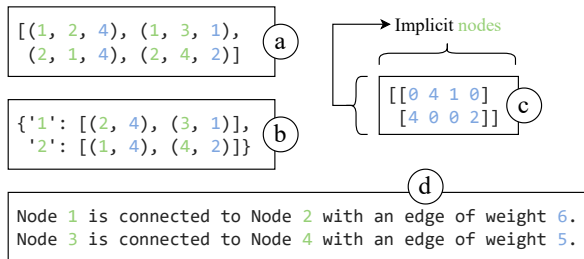 [(1, 2, 4), (1, 3, 1),
(2, 1, 4), (2, 4, 2)]
a
Implicit nodes
{'1': [(2, 4), (3, 1)],
'2': [(1, 4), (4, 2)]}
b
[[0 4 1 0]
[4 0 0 2]]
c
d
Node 1 is connected to Node 2 with an edge of weight 6.
Node 3 is connected to Node 4 with an edge of weight 5.